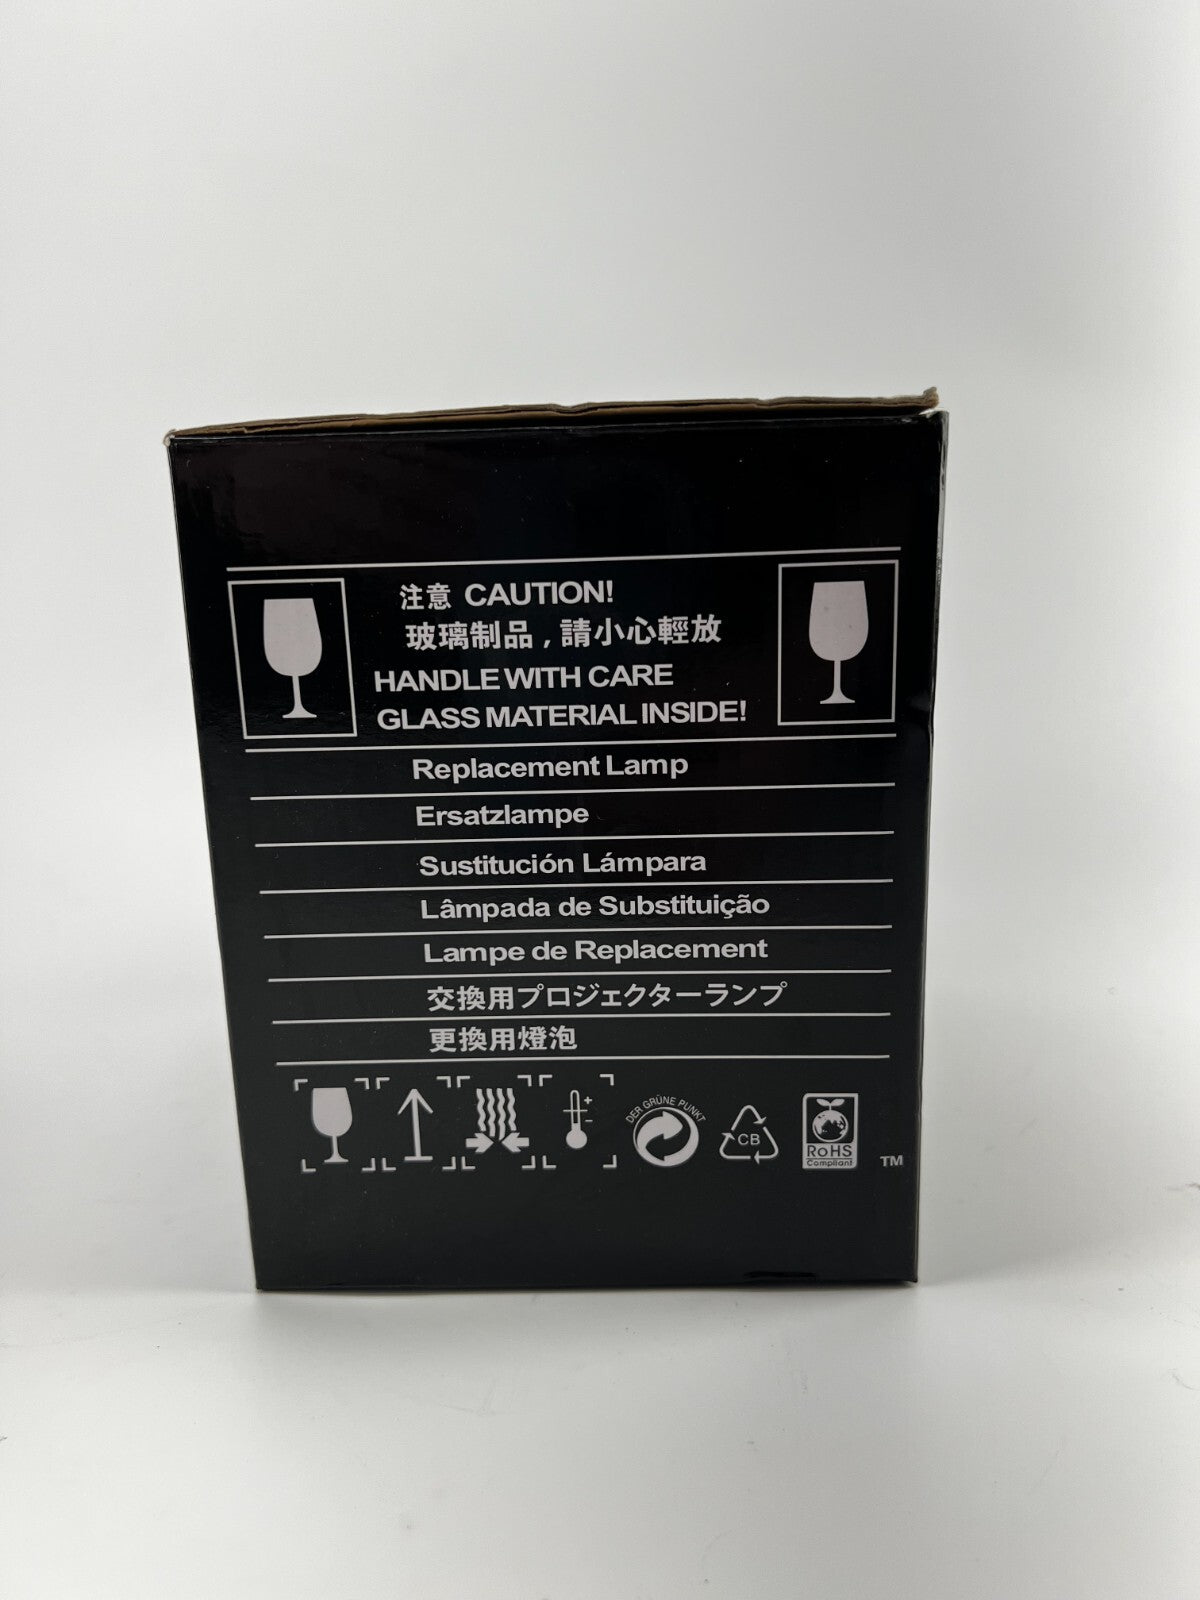 注意 CAUTION!
玻璃制品，請小心輕放
HANDLE WITH CARE
GLASS MATERIAL INSIDE!
Replacement Lamp
Ersatzlampe
Sustitución Lámpara
Lâmpada de Substituição
Lampe de Replacement
交換用プロジェクターランプ
更換用燈泡
+
−
DER GRÜNE PUNKT
CB
RoHS
Compliant
TM